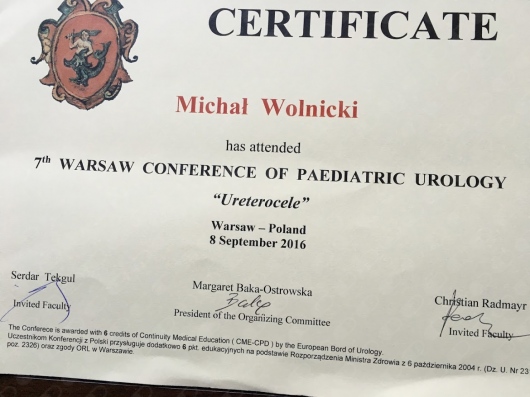 CERTIFICATE
Michał Wolnicki
has attended
7th WARSAW CONFERENCE OF PAEDIATRIC UROLOGY
“Ureterocele”
Warsaw – Poland
8 September 2016
Serdar Tekgul
Margaret Baka-Ostrowska
Christian Radmayr
Invited Faculty
President of the Organizing Committee
Invited Faculty
The Conferece is awarded with 6 credits of Continuity Medical Education ( CME-CPD ) by the European Bord of Urology.
Uczestnikom Konferencji z Polski przysługuje dodatkowo 6 pkt. edukacyjnych na podstawie Rozporządzenia Ministra Zdrowia z 6 października 2004 r. (Dz. U. Nr 23
poz. 2326) oraz zgody ORL w Warszawie.